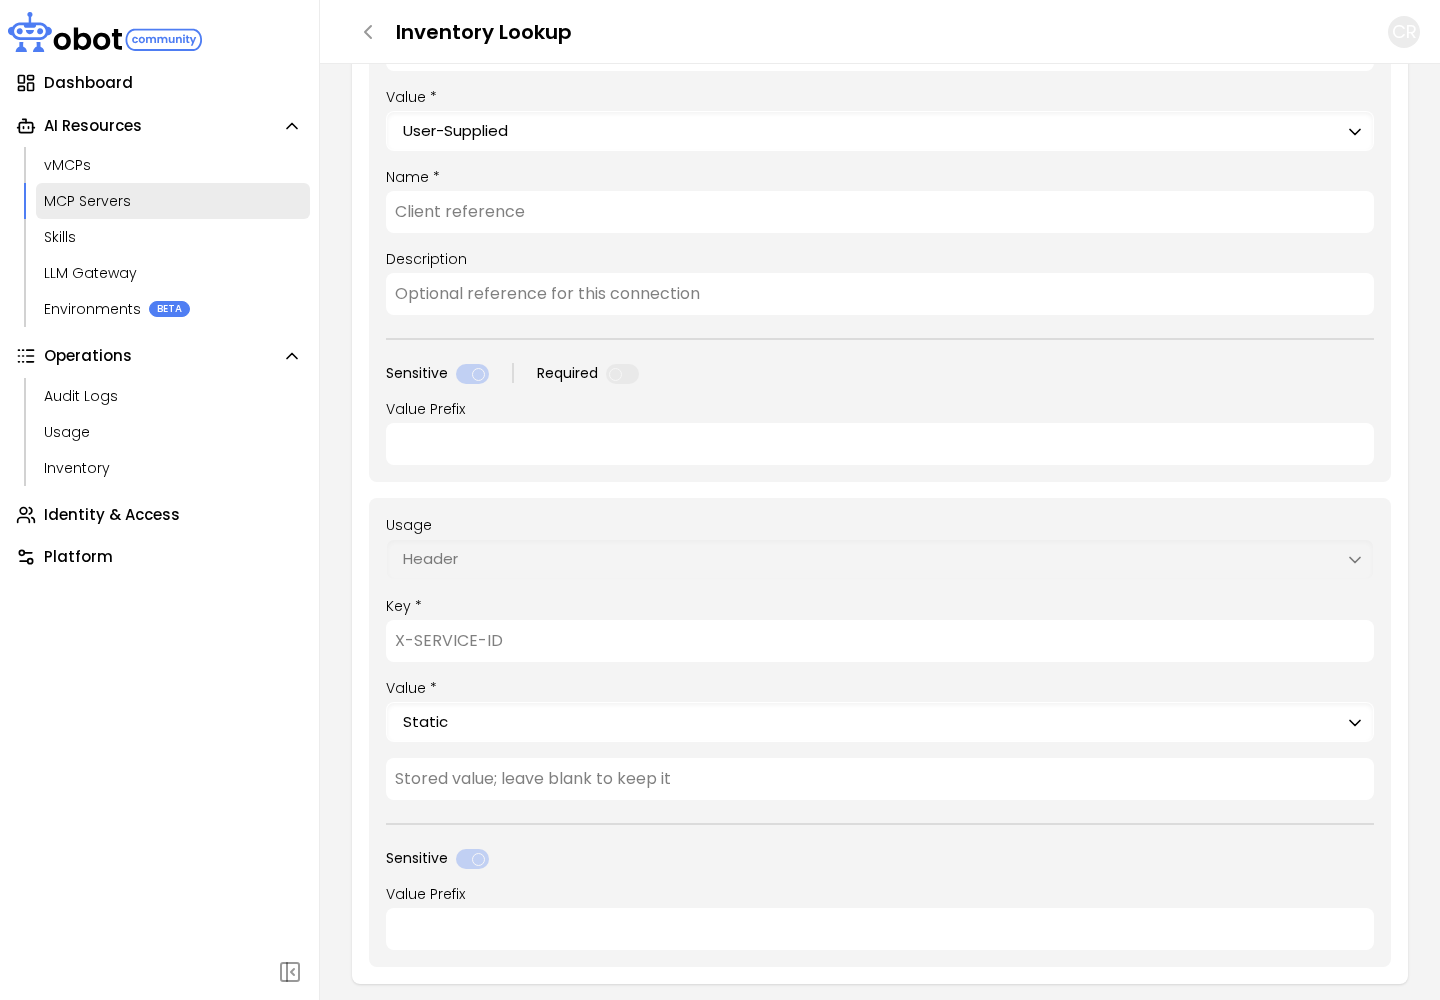 obot community
Inventory Lookup
CR
Dashboard
AI Resources
vMCPs
MCP Servers
Skills
LLM Gateway
Environments BETA
Operations
Audit Logs
Usage
Inventory
Identity & Access
Platform
Value *
User-Supplied
Name *
Client reference
Description
Optional reference for this connection
Sensitive Required
Value Prefix
Usage
Header
Key *
X-SERVICE-ID
Value *
Static
Stored value; leave blank to keep it
Sensitive
Value Prefix